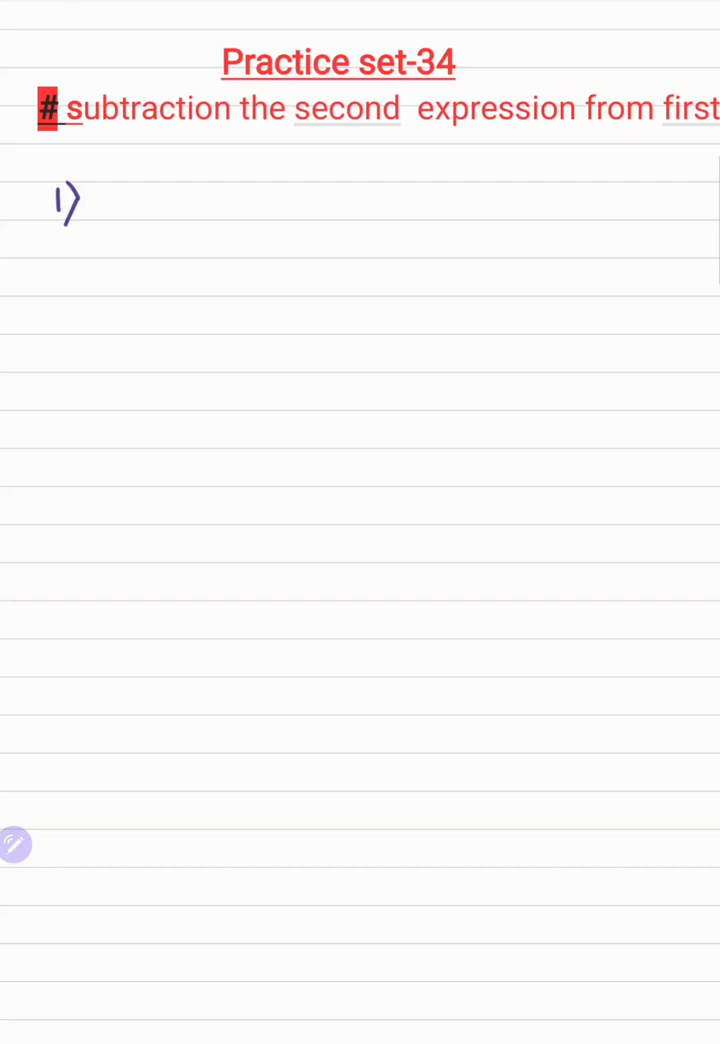 Practice set-34
# subtraction the second expression from first
1)